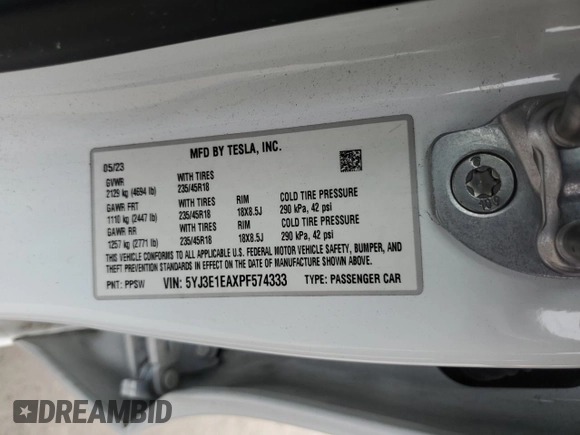 MFD BY TESLA, INC.
05/23
GVWR WITH TIRES
2129 kg (4694 lb) 235/45R18
GAWR FRT WITH TIRES RIM COLD TIRE PRESSURE
1110 kg (2447 lb) 235/45R18 18X8.5J 290 kPa, 42 psi
GAWR RR WITH TIRES RIM COLD TIRE PRESSURE
1257 kg (2771 lb) 235/45R18 18X8.5J 290 kPa, 42 psi
THIS VEHICLE CONFORMS TO ALL APPLICABLE U.S. FEDERAL MOTOR VEHICLE SAFETY, BUMPER, AND
THEFT PREVENTION STANDARDS IN EFFECT ON THE DATE OF MANUFACTURE SHOWN ABOVE.
PNT: PPSW VIN: 5YJ3E1EAXPF574333 TYPE: PASSENGER CAR
DREAMBID